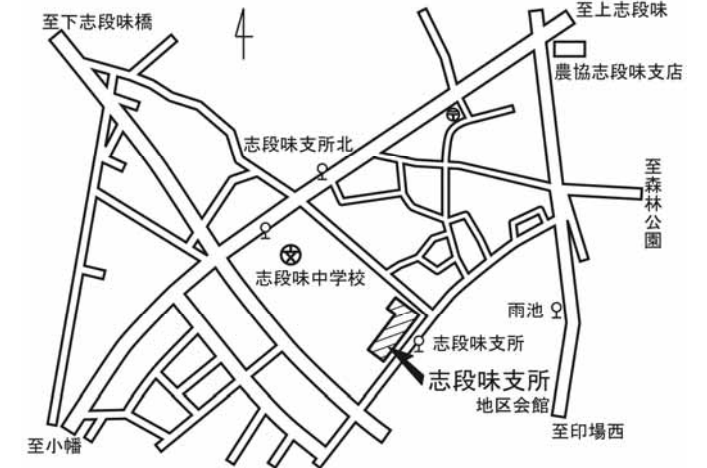 至下志段味橋
至上志段味
農協志段味支店
志段味支所北
至森林公園
志段味中学校
雨池
志段味支所
志段味支所
地区会館
至小幡
至印場西